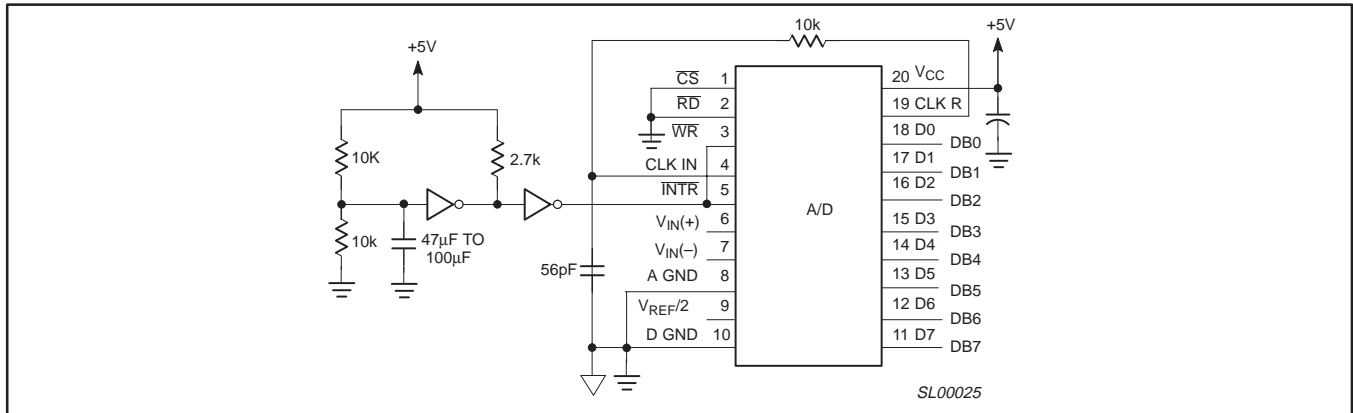 10k
+5V
+5V
10K
2.7k
10k
47μF TO
100μF
56pF
CS 1
RD 2
WR 3
CLK IN 4
INTR 5
VIN(+) 6
VIN(–) 7
A GND 8
VREF/2 9
D GND 10
A/D
20 VCC
19 CLK R
18 D0
DB0
17 D1
DB1
16 D2
DB2
15 D3
DB3
14 D4
DB4
13 D5
DB5
12 D6
DB6
11 D7
DB7
SL00025